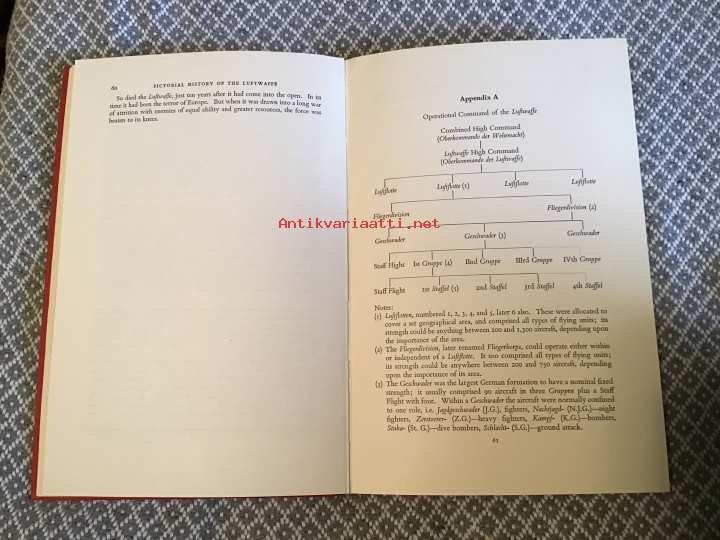 60 PICTORIAL HISTORY OF THE LUFTWAFFE
So died the Luftwaffe, just ten years after it had come into the open. In its
time it had been the terror of Europe. But when it was drawn into a long war
of attrition with enemies of equal ability and greater resources, the force was
beaten to its knees.
Appendix A
Operational Command of the Luftwaffe
Combined High Command
(Oberkommando der Wehrmacht)
Luftwaffe High Command
(Oberkommando der Luftwaffe)
Luftflotte Luftflotte (1) Luftflotte Luftflotte
Fliegerdivision Fliegerdivision (2)
Antikvariaatti.net
Geschwader Geschwader (3) Geschwader
Staff Flight 1st Gruppe (4) IInd Gruppe IIIrd Gruppe IVth Gruppe
Staff Flight 1st Staffel (5) 2nd Staffel 3rd Staffel 4th Staffel
Notes:
(1) Luftflotten, numbered 1, 2, 3, 4, and 5, later 6 also. These were allocated to
cover a set geographical area, and comprised all types of flying units; its
strength could be anything between 200 and 1,300 aircraft, depending upon
the importance of the area.
(2) The Fliegerdivision, later renamed Fliegerkorps, could operate either within
or independent of a Luftflotte. It too comprised all types of flying units;
its strength could be anywhere between 200 and 750 aircraft, depending
upon the importance of its area.
(3) The Geschwader was the largest German formation to have a nominal fixed
strength; it usually comprised 90 aircraft in three Gruppen plus a Staff
Flight with four. Within a Geschwader the aircraft were normally confined
to one role, i.e. Jagdgeschwader (J.G.), fighters, Nachtjagd- (N.J.G.)—night
fighters, Zerstoerer- (Z.G.)—heavy fighters, Kampf- (K.G.)—bombers,
Stuka- (St. G.)—dive bombers, Schlacht- (S.G.)—ground attack.